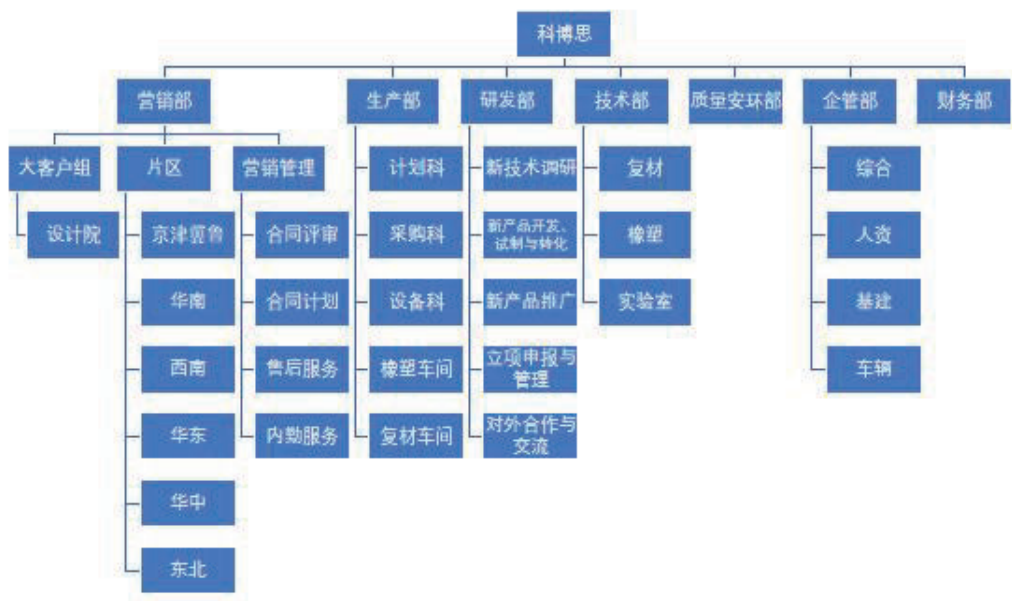 科博思
营销部
生产部
研发部
技术部
质量安环部
企管部
财务部
大客户组
片区
营销管理
计划科
新技术调研
复材
综合
设计院
京津冀鲁
合同评审
采购科
新产品开发、
试制与转化
橡塑
人资
华南
合同计划
设备科
新产品推广
实验室
基建
西南
售后服务
橡塑车间
立项申报与
管理
车辆
华东
内勤服务
复材车间
对外合作与
交流
华中
东北